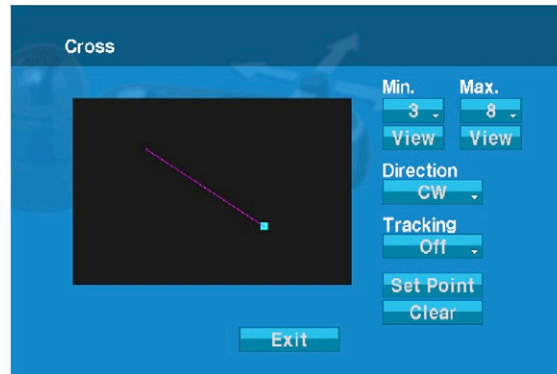 Cross
Min. Max.
3 8
View View
Direction
CW
Tracking
Off
Set Point
Clear
Exit